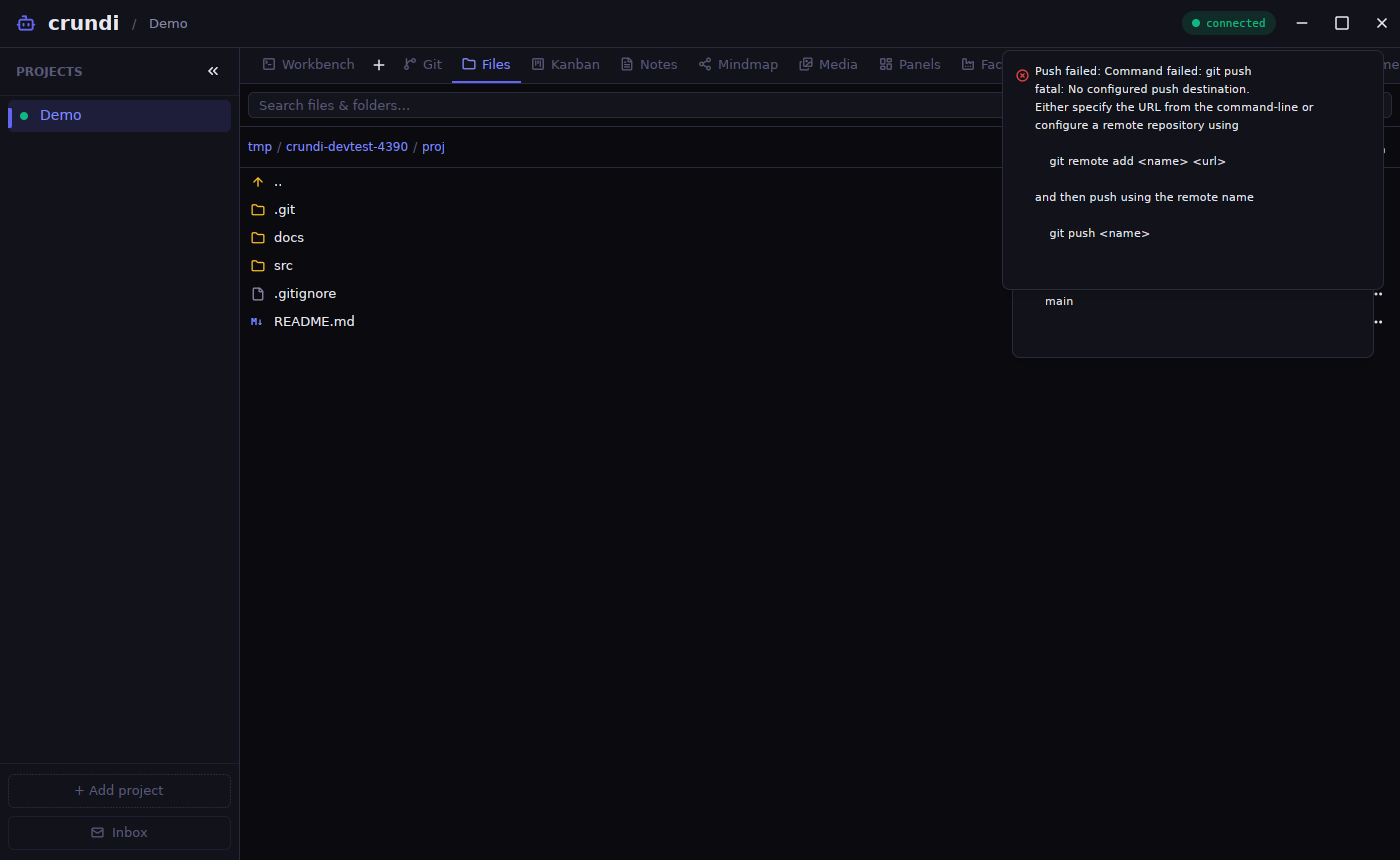 crundi / Demo
connected
PROJECTS
Demo
+ Add project
Inbox
Workbench
Git
Files
Kanban
Notes
Mindmap
Media
Panels
Fac
me
Search files & folders...
tmp / crundi-devtest-4390 / proj
..
.git
docs
src
.gitignore
M↓ README.md
Push failed: Command failed: git push
fatal: No configured push destination.
Either specify the URL from the command-line or
configure a remote repository using
git remote add <name> <url>
and then push using the remote name
git push <name>
main